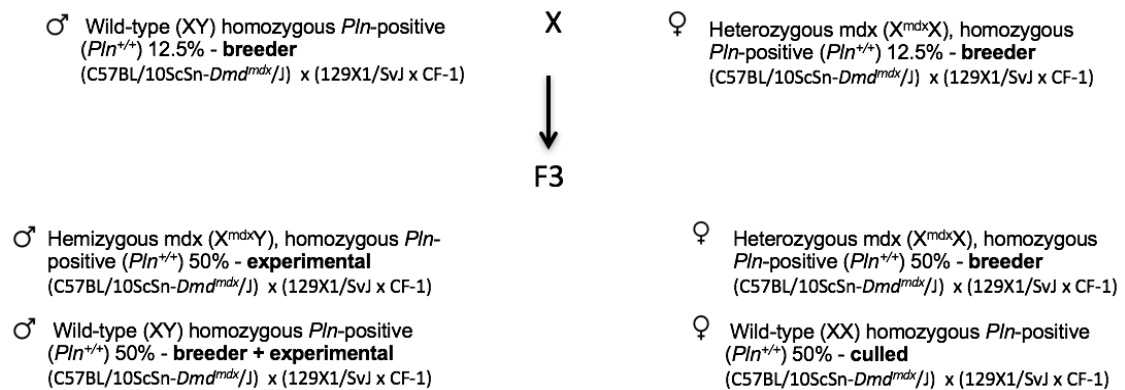 ♂ Wild-type (XY) homozygous Pln-positive
(Pln+/+) 12.5% - breeder
(C57BL/10ScSn-Dmdmdx/J) x (129X1/SvJ x CF-1)
X
♀ Heterozygous mdx (XmdxX), homozygous
Pln-positive (Pln+/+) 12.5% - breeder
(C57BL/10ScSn-Dmdmdx/J) x (129X1/SvJ x CF-1)
F3
♂ Hemizygous mdx (XmdxY), homozygous Pln-
positive (Pln+/+) 50% - experimental
(C57BL/10ScSn-Dmdmdx/J) x (129X1/SvJ x CF-1)
♀ Heterozygous mdx (XmdxX), homozygous
Pln-positive (Pln+/+) 50% - breeder
(C57BL/10ScSn-Dmdmdx/J) x (129X1/SvJ x CF-1)
♂ Wild-type (XY) homozygous Pln-positive
(Pln+/+) 50% - breeder + experimental
(C57BL/10ScSn-Dmdmdx/J) x (129X1/SvJ x CF-1)
♀ Wild-type (XX) homozygous Pln-positive
(Pln+/+) 50% - culled
(C57BL/10ScSn-Dmdmdx/J) x (129X1/SvJ x CF-1)